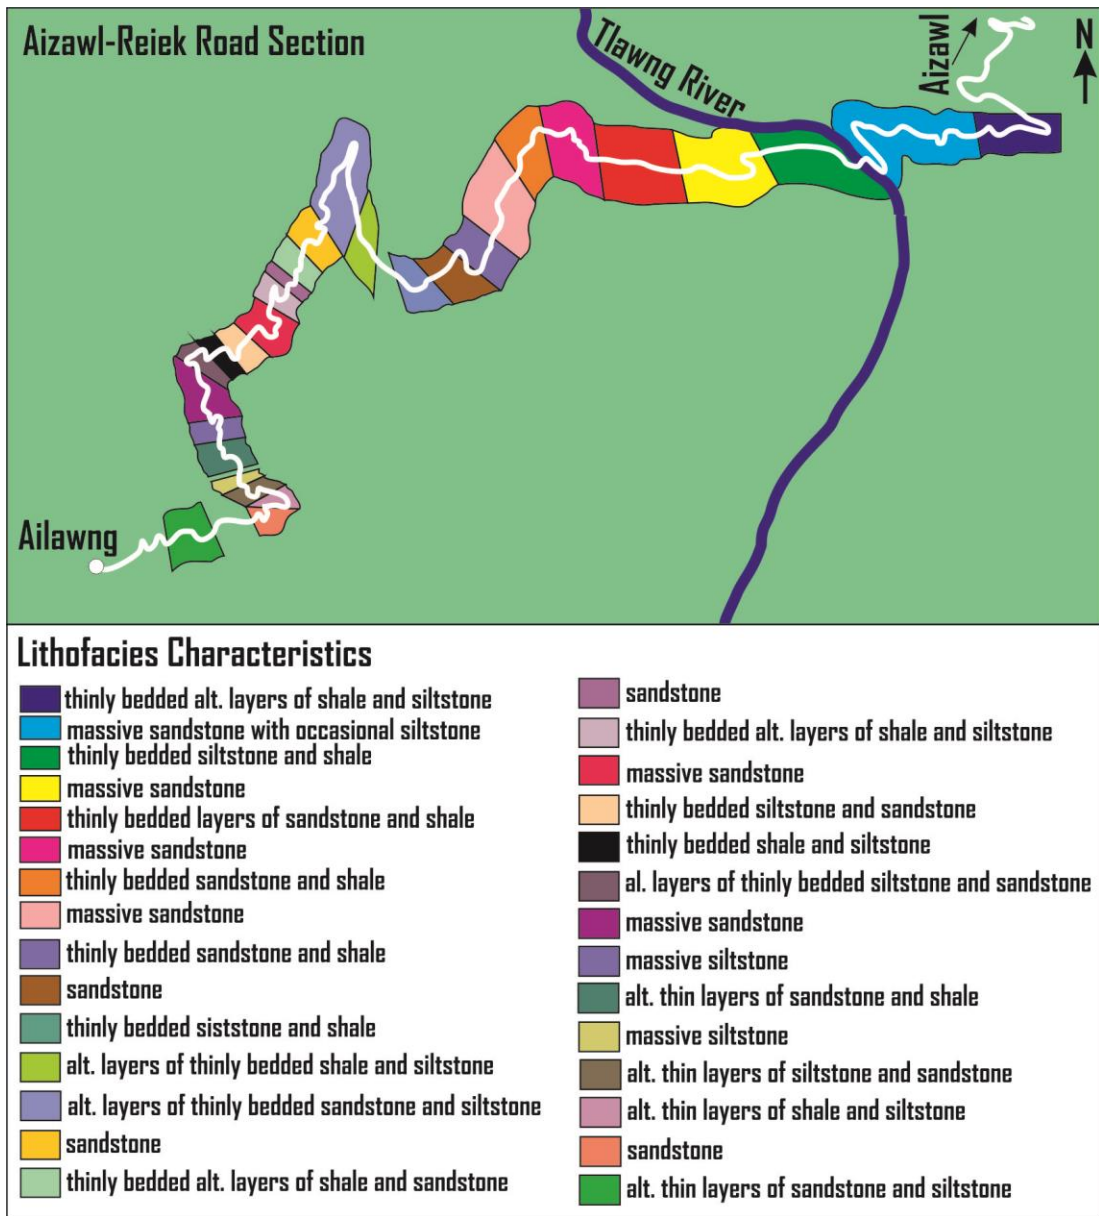 Aizawl-Reiek Road Section
Tlawng River
Aizawl
N
Ailawng
Lithofacies Characteristics
thinly bedded alt. layers of shale and siltstone
massive sandstone with occasional siltstone
thinly bedded siltstone and shale
massive sandstone
thinly bedded layers of sandstone and shale
massive sandstone
thinly bedded sandstone and shale
massive sandstone
thinly bedded sandstone and shale
sandstone
thinly bedded siststone and shale
alt. layers of thinly bedded shale and siltstone
alt. layers of thinly bedded sandstone and siltstone
sandstone
thinly bedded alt. layers of shale and sandstone
sandstone
thinly bedded alt. layers of shale and siltstone
massive sandstone
thinly bedded siltstone and sandstone
thinly bedded shale and siltstone
al. layers of thinly bedded siltstone and sandstone
massive sandstone
massive siltstone
alt. thin layers of sandstone and shale
massive siltstone
alt. thin layers of siltstone and sandstone
alt. thin layers of shale and siltstone
sandstone
alt. thin layers of sandstone and siltstone